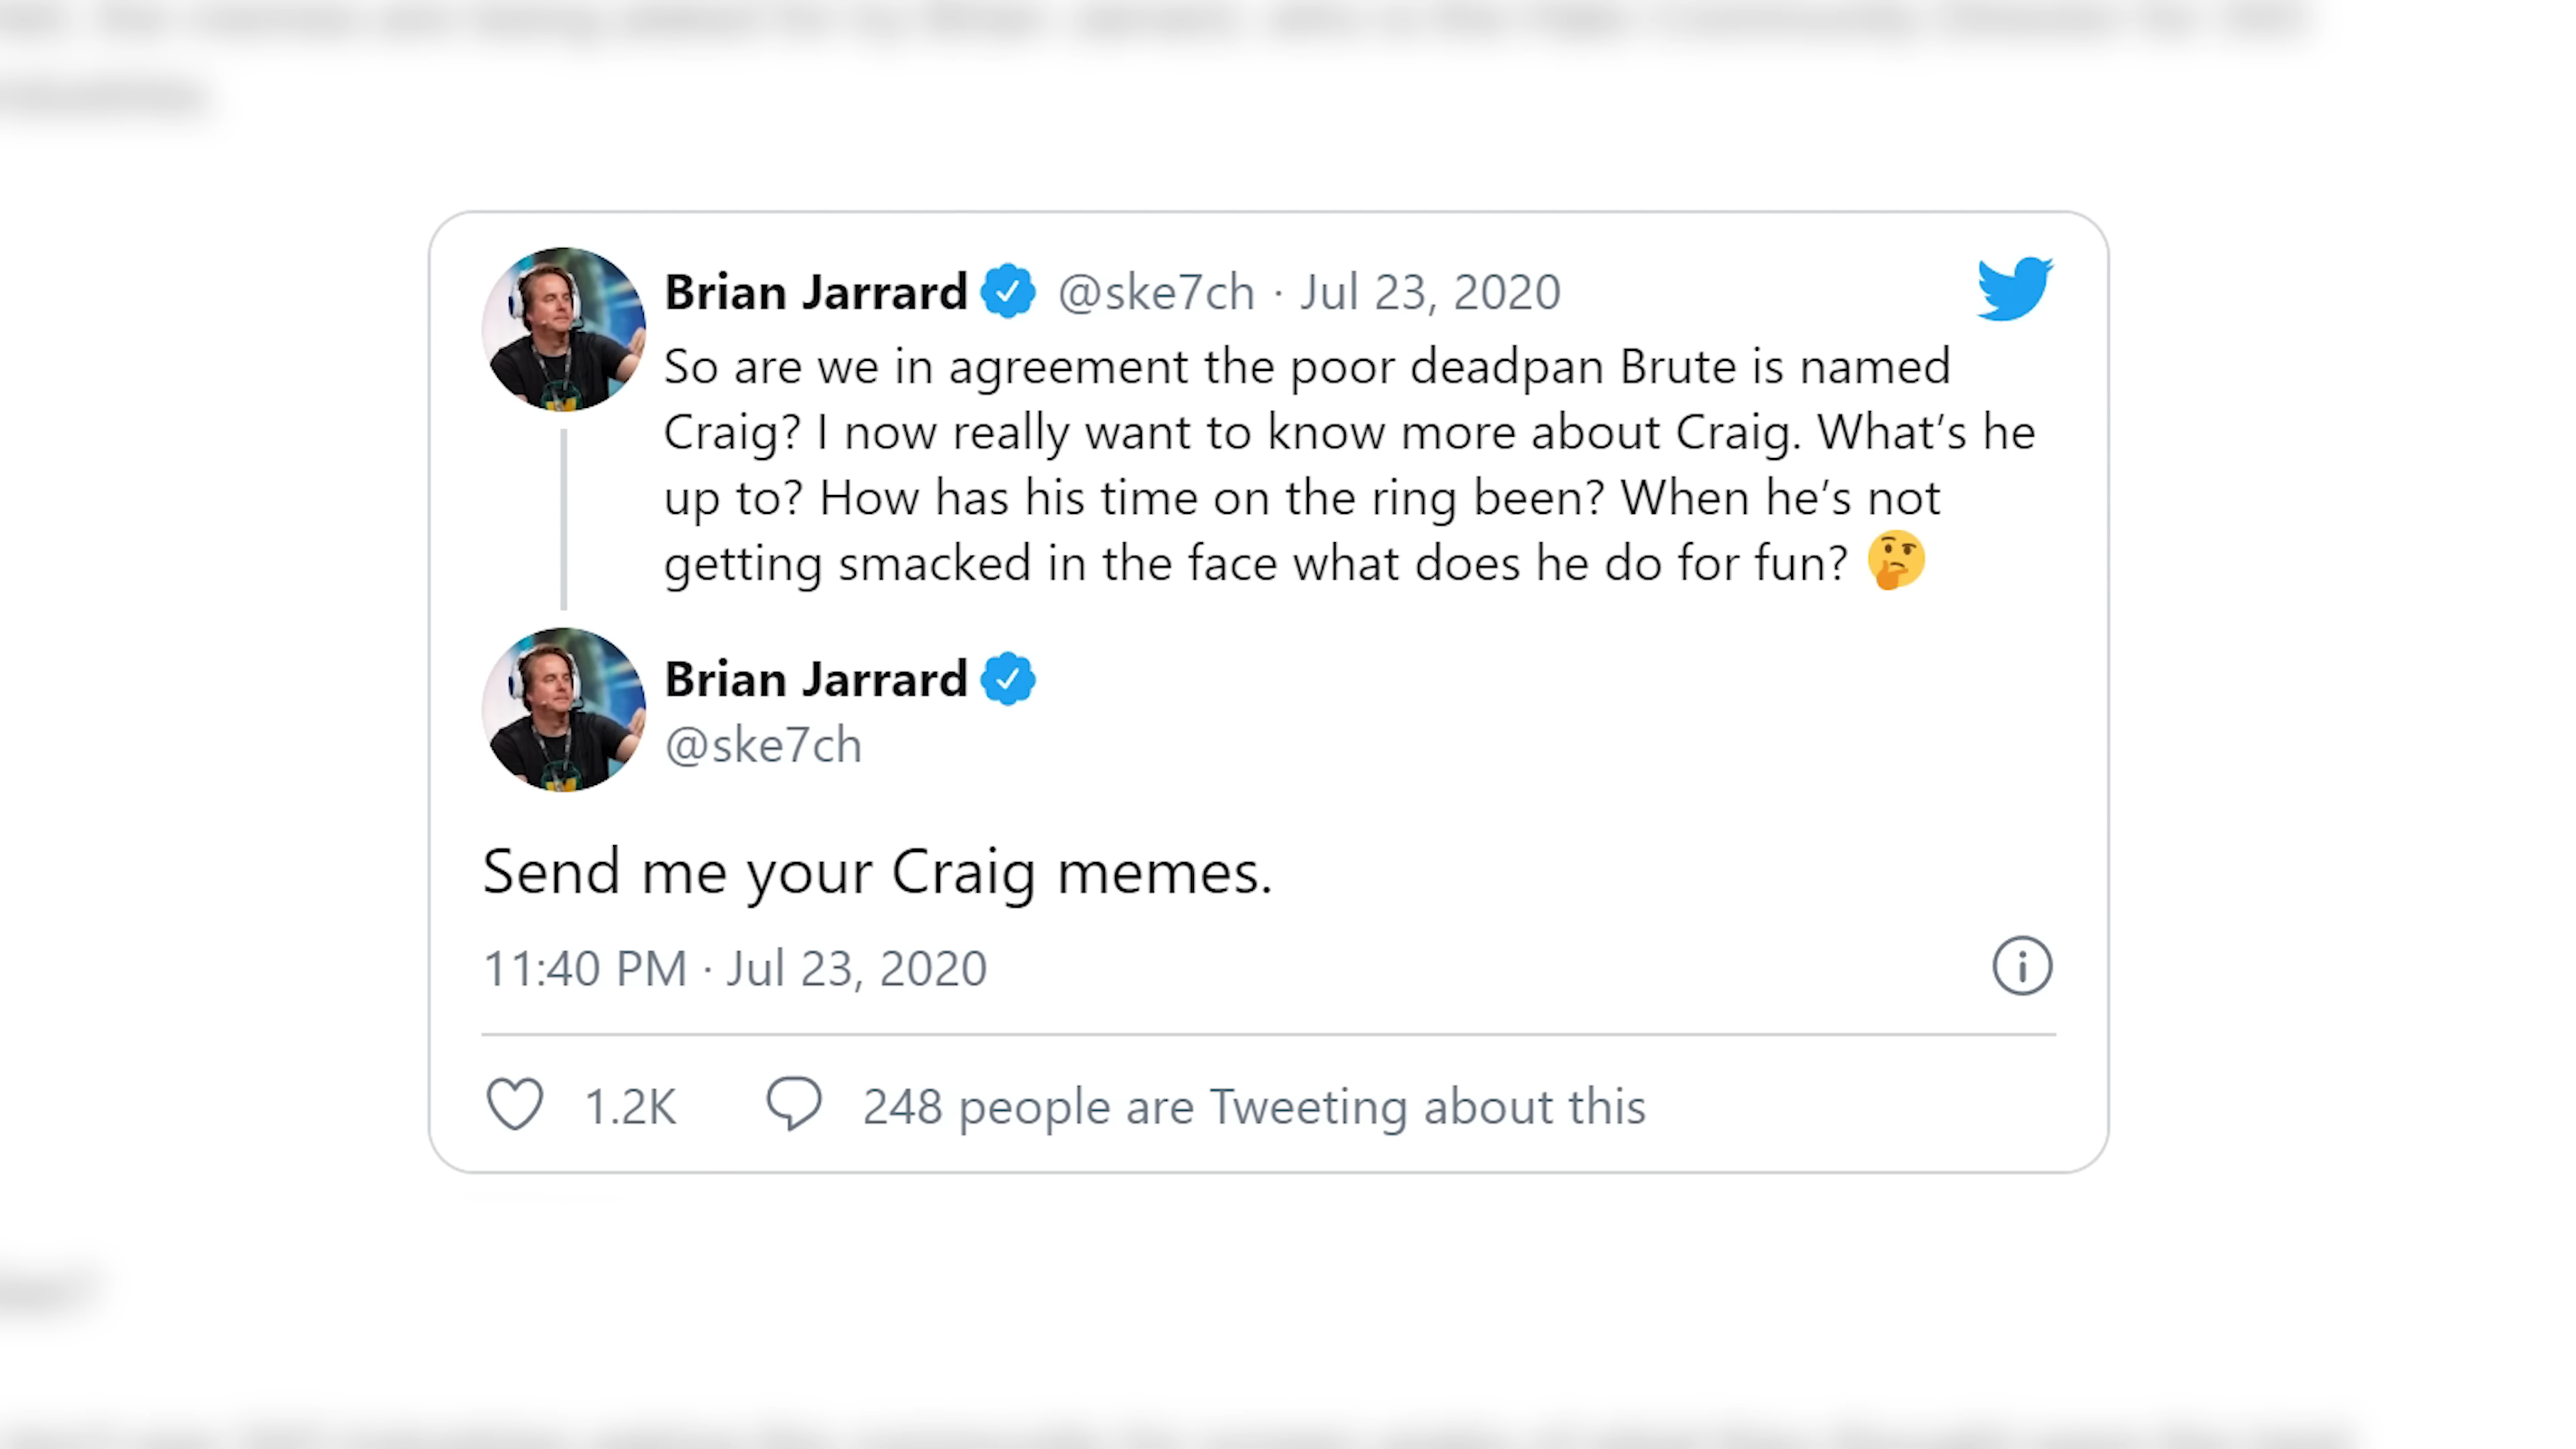 Brian Jarrard @ske7ch · Jul 23, 2020
So are we in agreement the poor deadpan Brute is named
Craig? I now really want to know more about Craig. What’s he
up to? How has his time on the ring been? When he’s not
getting smacked in the face what does he do for fun? 🤔
Brian Jarrard
@ske7ch
Send me your Craig memes.
11:40 PM · Jul 23, 2020
1.2K 248 people are Tweeting about this